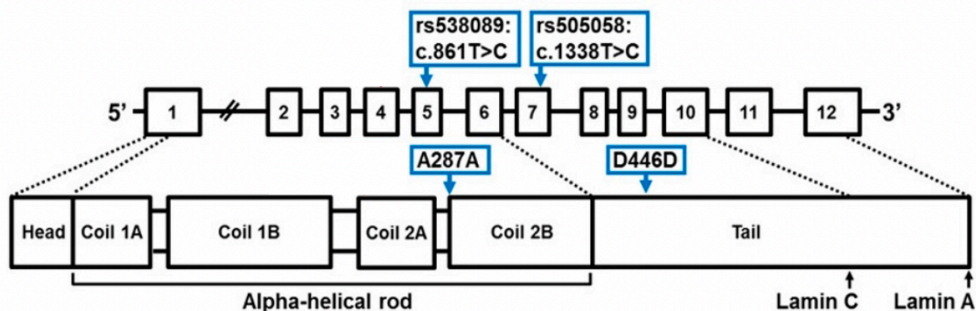 rs538089:
c.861T>C
rs505058:
c.1338T>C
5’ 1 2 3 4 5 6 7 8 9 10 11 12 3’
A287A
D446D
Head Coil 1A Coil 1B Coil 2A Coil 2B Tail
Alpha-helical rod
Lamin C
Lamin A